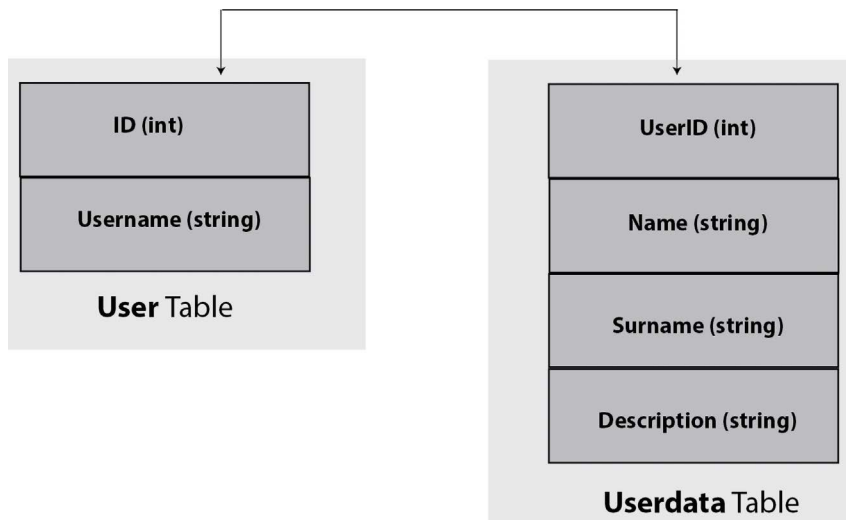 ID (int)
Username (string)
User Table
UserID (int)
Name (string)
Surname (string)
Description (string)
Userdata Table